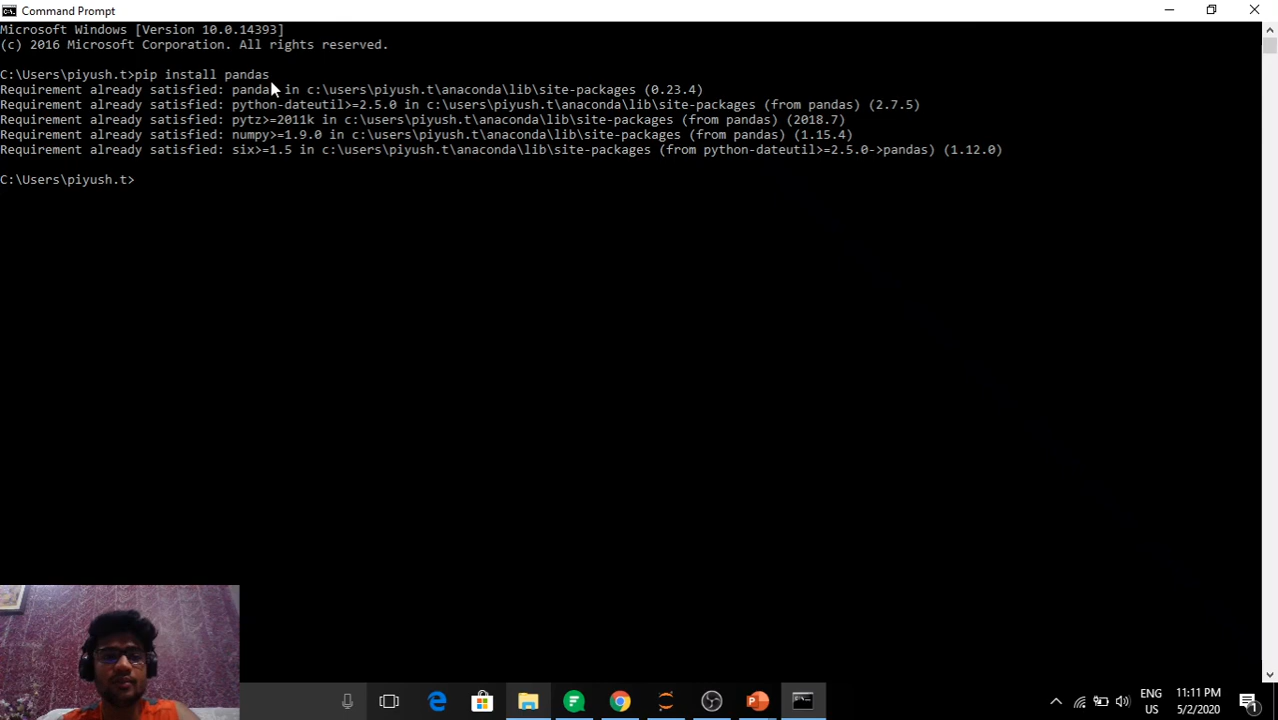 Command Prompt
Microsoft Windows [Version 10.0.14393]
(c) 2016 Microsoft Corporation. All rights reserved.
C:\Users\piyush.t>pip install pandas
Requirement already satisfied: pandas in c:\users\piyush.t\anaconda\lib\site-packages (0.23.4)
Requirement already satisfied: python-dateutil>=2.5.0 in c:\users\piyush.t\anaconda\lib\site-packages (from pandas) (2.7.5)
Requirement already satisfied: pytz>=2011k in c:\users\piyush.t\anaconda\lib\site-packages (from pandas) (2018.7)
Requirement already satisfied: numpy>=1.9.0 in c:\users\piyush.t\anaconda\lib\site-packages (from pandas) (1.15.4)
Requirement already satisfied: six>=1.5 in c:\users\piyush.t\anaconda\lib\site-packages (from python-dateutil>=2.5.0->pandas) (1.12.0)
C:\Users\piyush.t>
ENG
US
11:11 PM
5/2/2020
1